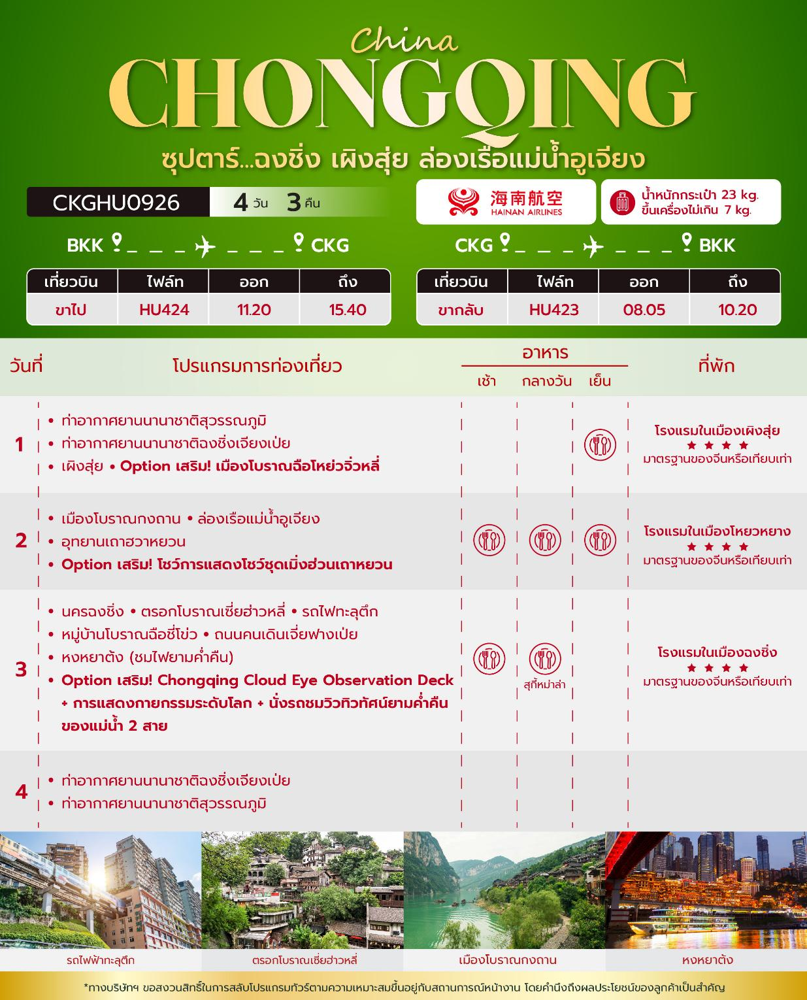 China
CHONGQING
ซุปตาร์...ฉงชิ่ง เผิงสุ่ย ล่องเรือแม่น้ำอูเจียง
CKGHU0926 4 วัน 3 คืน
海南航空
HAINAN AIRLINES
น้ำหนักกระเป๋า 23 kg.
ขึ้นเครื่องไม่เกิน 7 kg.
BKK CKG
CKG BKK
เที่ยวบิน ไฟล์ท ออก ถึง
ขาไป HU424 11.20 15.40
เที่ยวบิน ไฟล์ท ออก ถึง
ขากลับ HU423 08.05 10.20
วันที่ โปรแกรมการท่องเที่ยว อาหาร ที่พัก
เช้า กลางวัน เย็น
1
• ท่าอากาศยานนานาชาติสุวรรณภูมิ
• ท่าอากาศยานนานาชาติฉงชิ่งเจียงเป่ย
• เผิงสุ่ย • Option เสริม! เมืองโบราณฉือโหย่วจิ่วหลี่
โรงแรมในเมืองเผิงสุ่ย
★ ★ ★ ★
มาตรฐานของจีนหรือเทียบเท่า
2
• เมืองโบราณกงถาน • ล่องเรือแม่น้ำอูเจียง
• อุทยานเถาฮวาหยวน
• Option เสริม! โชว์การแสดงโชว์ชุดเมิ่งฮ่วนเถาหยวน
โรงแรมในเมืองโหยวหยาง
★ ★ ★ ★
มาตรฐานของจีนหรือเทียบเท่า
3
• นครฉงชิ่ง • ตรอกโบราณเซี่ยฮ่าวหลี่ • รถไฟทะลุตึก
• หมู่บ้านโบราณฉือชี่โข่ว • ถนนคนเดินเจี่ยฟางเป่ย
• หงหยาต้ง (ชมไฟยามค่ำคืน)
• Option เสริม! Chongqing Cloud Eye Observation Deck
+ การแสดงกายกรรมระดับโลก + นั่งรถชมวิวทิวทัศน์ยามค่ำคืน
ของแม่น้ำ 2 สาย
สุกี้หม่าล่า
โรงแรมในเมืองฉงชิ่ง
★ ★ ★ ★
มาตรฐานของจีนหรือเทียบเท่า
4
• ท่าอากาศยานนานาชาติฉงชิ่งเจียงเป่ย
• ท่าอากาศยานนานาชาติสุวรรณภูมิ
รถไฟฟ้าทะลุตึก
ตรอกโบราณเซี่ยฮ่าวหลี่
เมืองโบราณกงถาน
หงหยาต้ง
*ทางบริษัทฯ ขอสงวนสิทธิ์ในการสลับโปรแกรมทัวร์ตามความเหมาะสมขึ้นอยู่กับสถานการณ์หน้างาน โดยคำนึงถึงผลประโยชน์ของลูกค้าเป็นสำคัญ